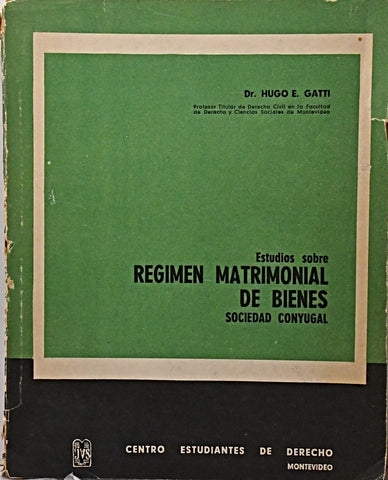 Dr. HUGO E. GATTI
Profesor Titular de Derecho Civil en la Facultad
de Derecho y Ciencias Sociales de Montevideo
Estudios sobre
REGIMEN MATRIMONIAL
DE BIENES
SOCIEDAD CONYUGAL
CENTRO ESTUDIANTES DE DERECHO
MONTEVIDEO